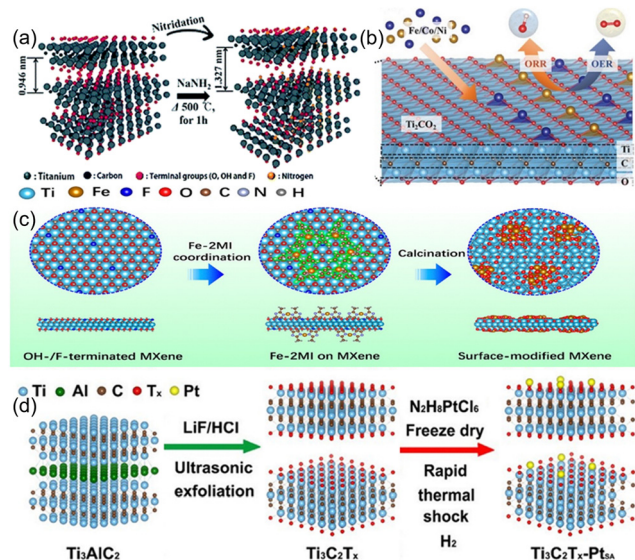 (a)
Nitridation
0.946 nm
NaNH₂
Δ 500 ℃,
for 1h
1.327 nm
: Titanium : Carbon : Terminal groups (O, OH and F) : Nitrogen
(b)
Fe/Co/Ni
ORR
OER
Ti₂CO₂
Ti
C
O
Ti Fe F O C N H
(c)
Fe-2MI
coordination
Calcination
OH-/F-terminated MXene
Fe-2MI on MXene
Surface-modified MXene
Ti Al C Tₓ Pt
(d)
LiF/HCl
Ultrasonic
exfoliation
N₂H₈PtCl₆
Freeze dry
Rapid
thermal
shock
H₂
Ti₃AlC₂
Ti₃C₂Tₓ
Ti₃C₂Tₓ-Pt_SA